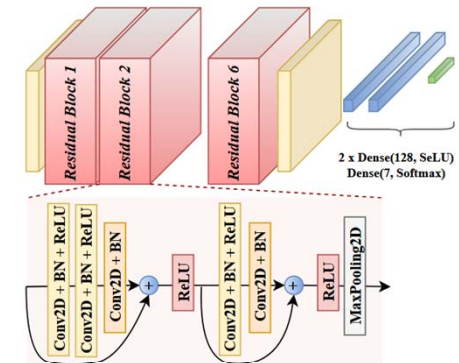 Residual Block 1
Residual Block 2
Residual Block 6
2 x Dense(128, SeLU)
Dense(7, Softmax)
Conv2D + BN + ReLU
Conv2D + BN + ReLU
Conv2D + BN
+
ReLU
Conv2D + BN + ReLU
Conv2D + BN
+
ReLU
MaxPooling2D